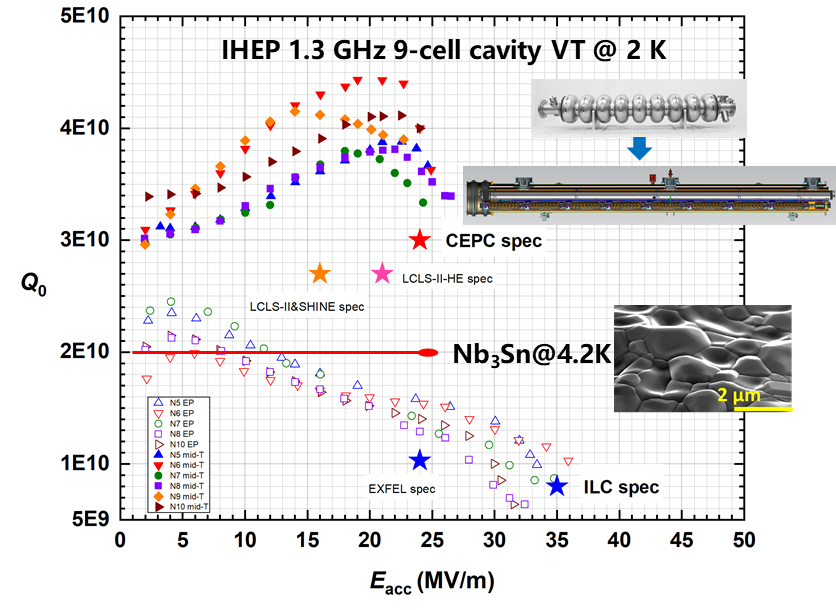 IHEP 1.3 GHz 9-cell cavity VT @ 2 K
5E10
4E10
3E10
2E10
1E10
5E9
Q0
CEPC spec
LCLS-II-HE spec
LCLS-II&SHINE spec
Nb₃Sn@4.2K
2 μm
N5 EP
N6 EP
N7 EP
N8 EP
N10 EP
N5 mid-T
N6 mid-T
N7 mid-T
N8 mid-T
N9 mid-T
N10 mid-T
EXFEL spec
ILC spec
0 5 10 15 20 25 30 35 40 45 50
Eacc (MV/m)